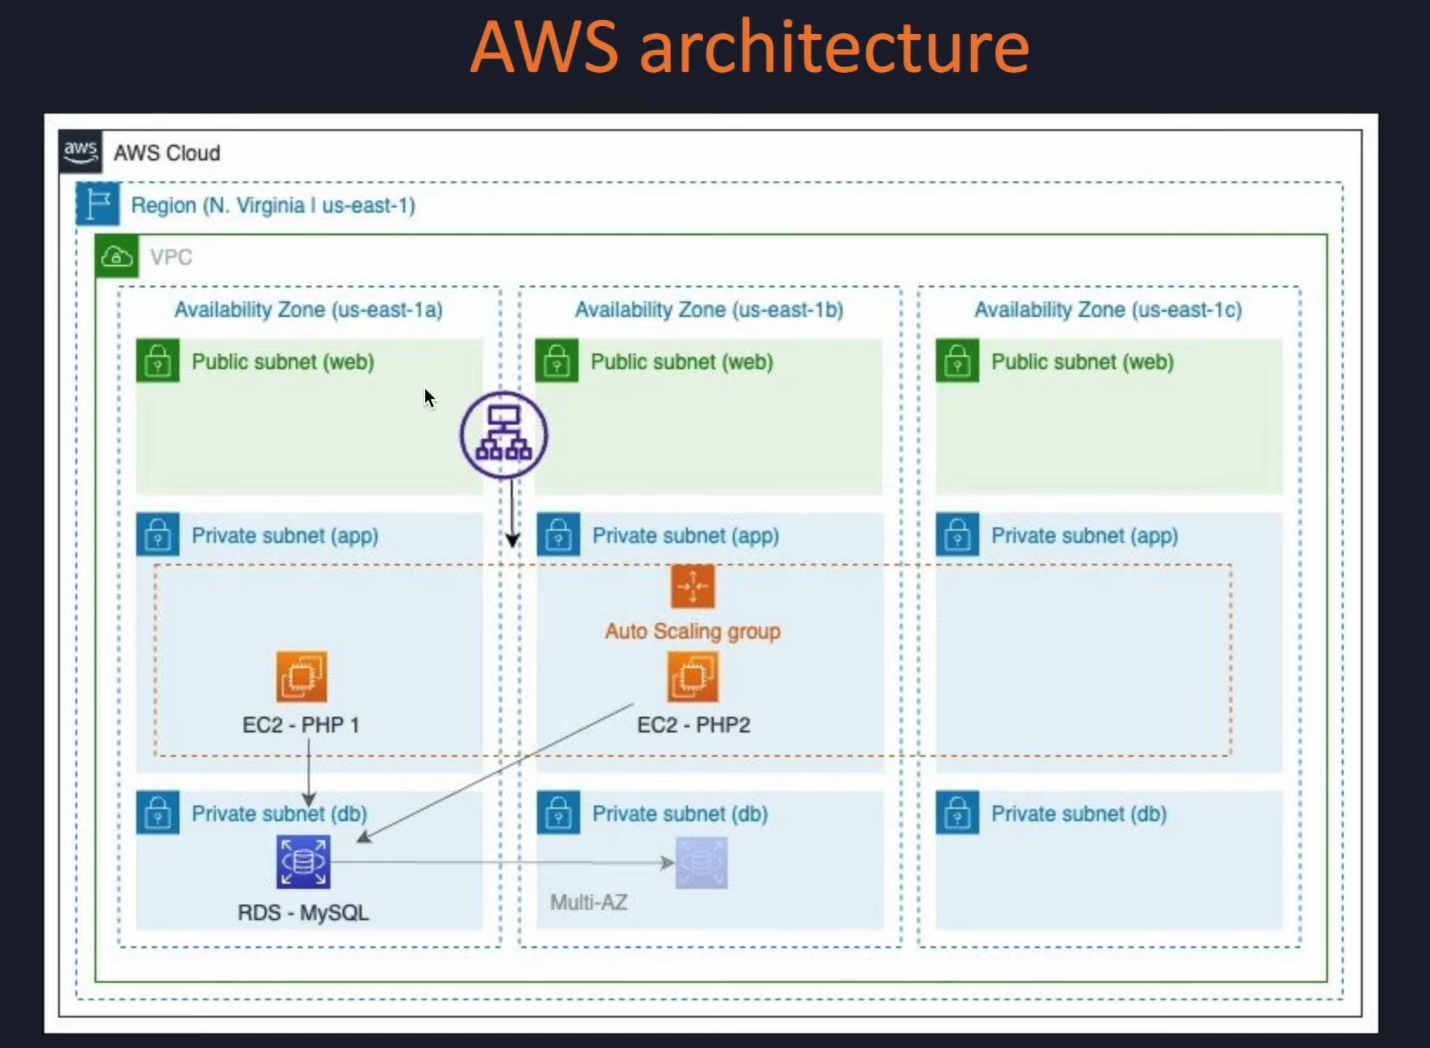 AWS architecture
aws
AWS Cloud
Region (N. Virginia | us-east-1)
VPC
Availability Zone (us-east-1a)
Availability Zone (us-east-1b)
Availability Zone (us-east-1c)
Public subnet (web)
Public subnet (web)
Public subnet (web)
Private subnet (app)
Private subnet (app)
Private subnet (app)
Auto Scaling group
EC2 - PHP 1
EC2 - PHP2
Private subnet (db)
Private subnet (db)
Private subnet (db)
RDS - MySQL
Multi-AZ